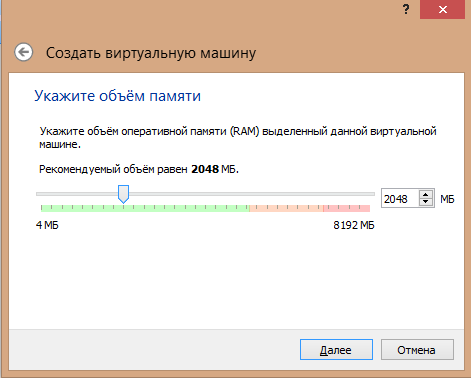 ?
Создать виртуальную машину
Укажите объём памяти
Укажите объём оперативной памяти (RAM) выделенный данной виртуальной
машине.
Рекомендуемый объём равен 2048 МБ.
2048 МБ
4 МБ 8192 МБ
Далее Отмена